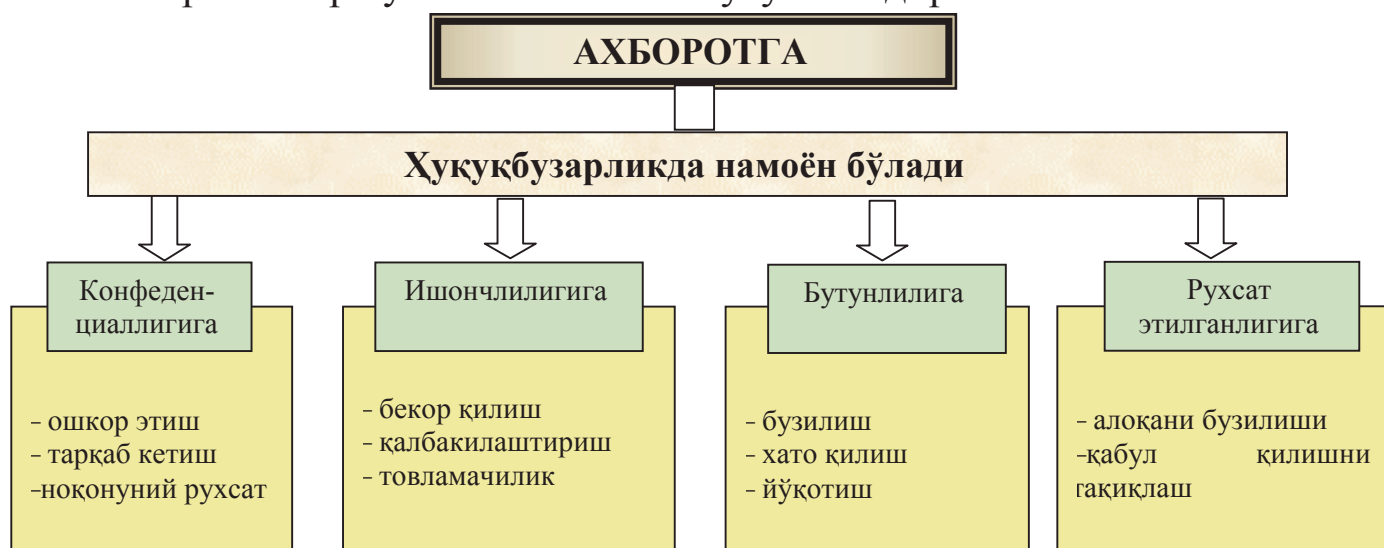 АХБОРОТГА
Ҳуқуқбузарликда намоён бўлади
Конфеден-
циаллигига
- ошкор этиш
- тарқаб кетиш
-ноқонуний рухсат
Ишончлилигига
- бекор қилиш
- қалбакилаштириш
- товламачилик
Бутунлилига
- бузилиш
- хато қилиш
- йўқотиш
Рухсат
этилганлигига
- алоқани бузилиши
-қабул қилишни
тақиқлаш